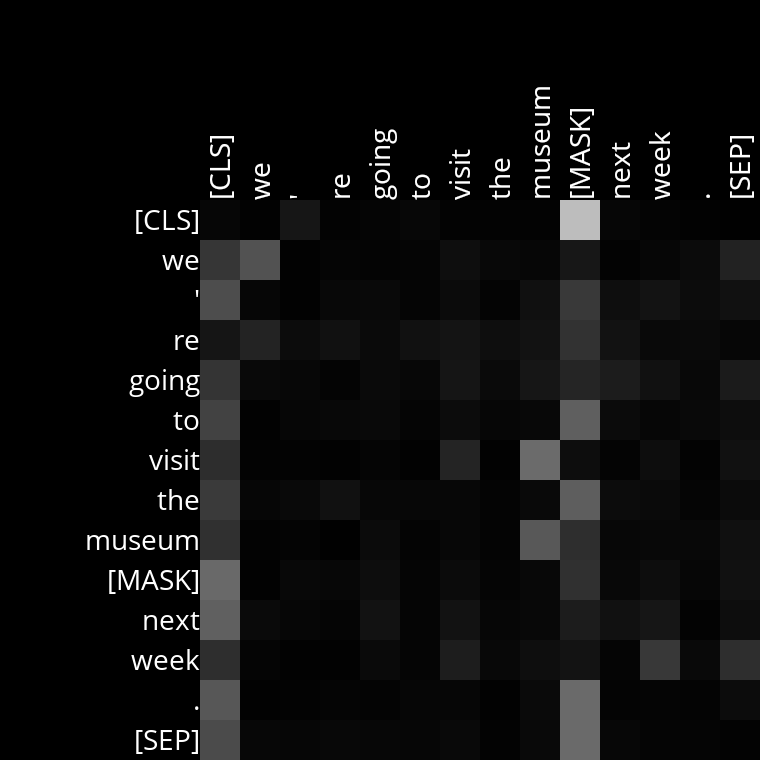 [CLS] we ' re going to visit the museum [MASK] next week . [SEP]
[CLS]
we
'
re
going
to
visit
the
museum
[MASK]
next
week
.
[SEP]